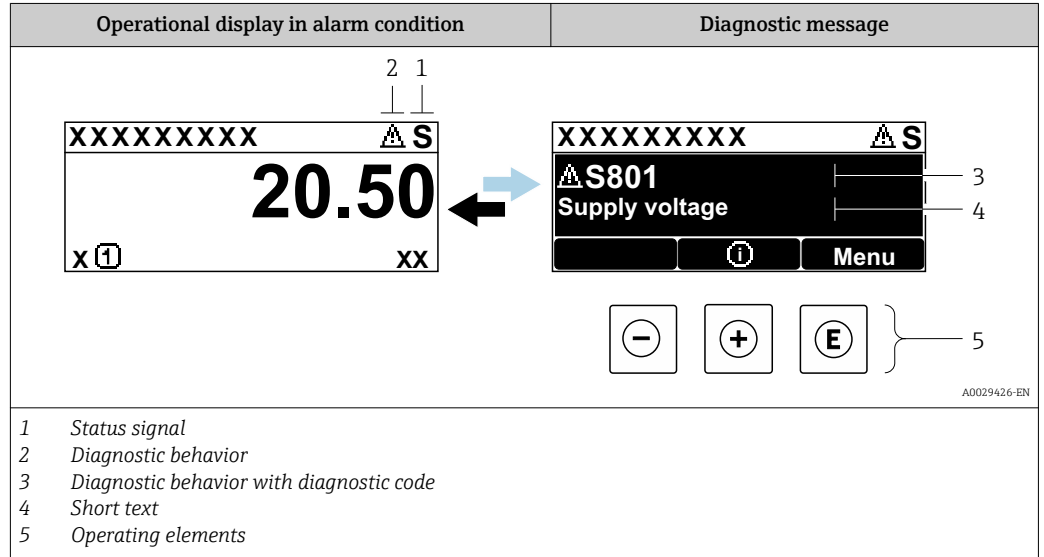 Operational display in alarm condition
Diagnostic message
2 1
XXXXXXXXX ⚠ S
20.50
x 1 xx
XXXXXXXXX ⚠ S
⚠S801
3
Supply voltage
4
i Menu
− + E
5
A0029426-EN
1 Status signal
2 Diagnostic behavior
3 Diagnostic behavior with diagnostic code
4 Short text
5 Operating elements